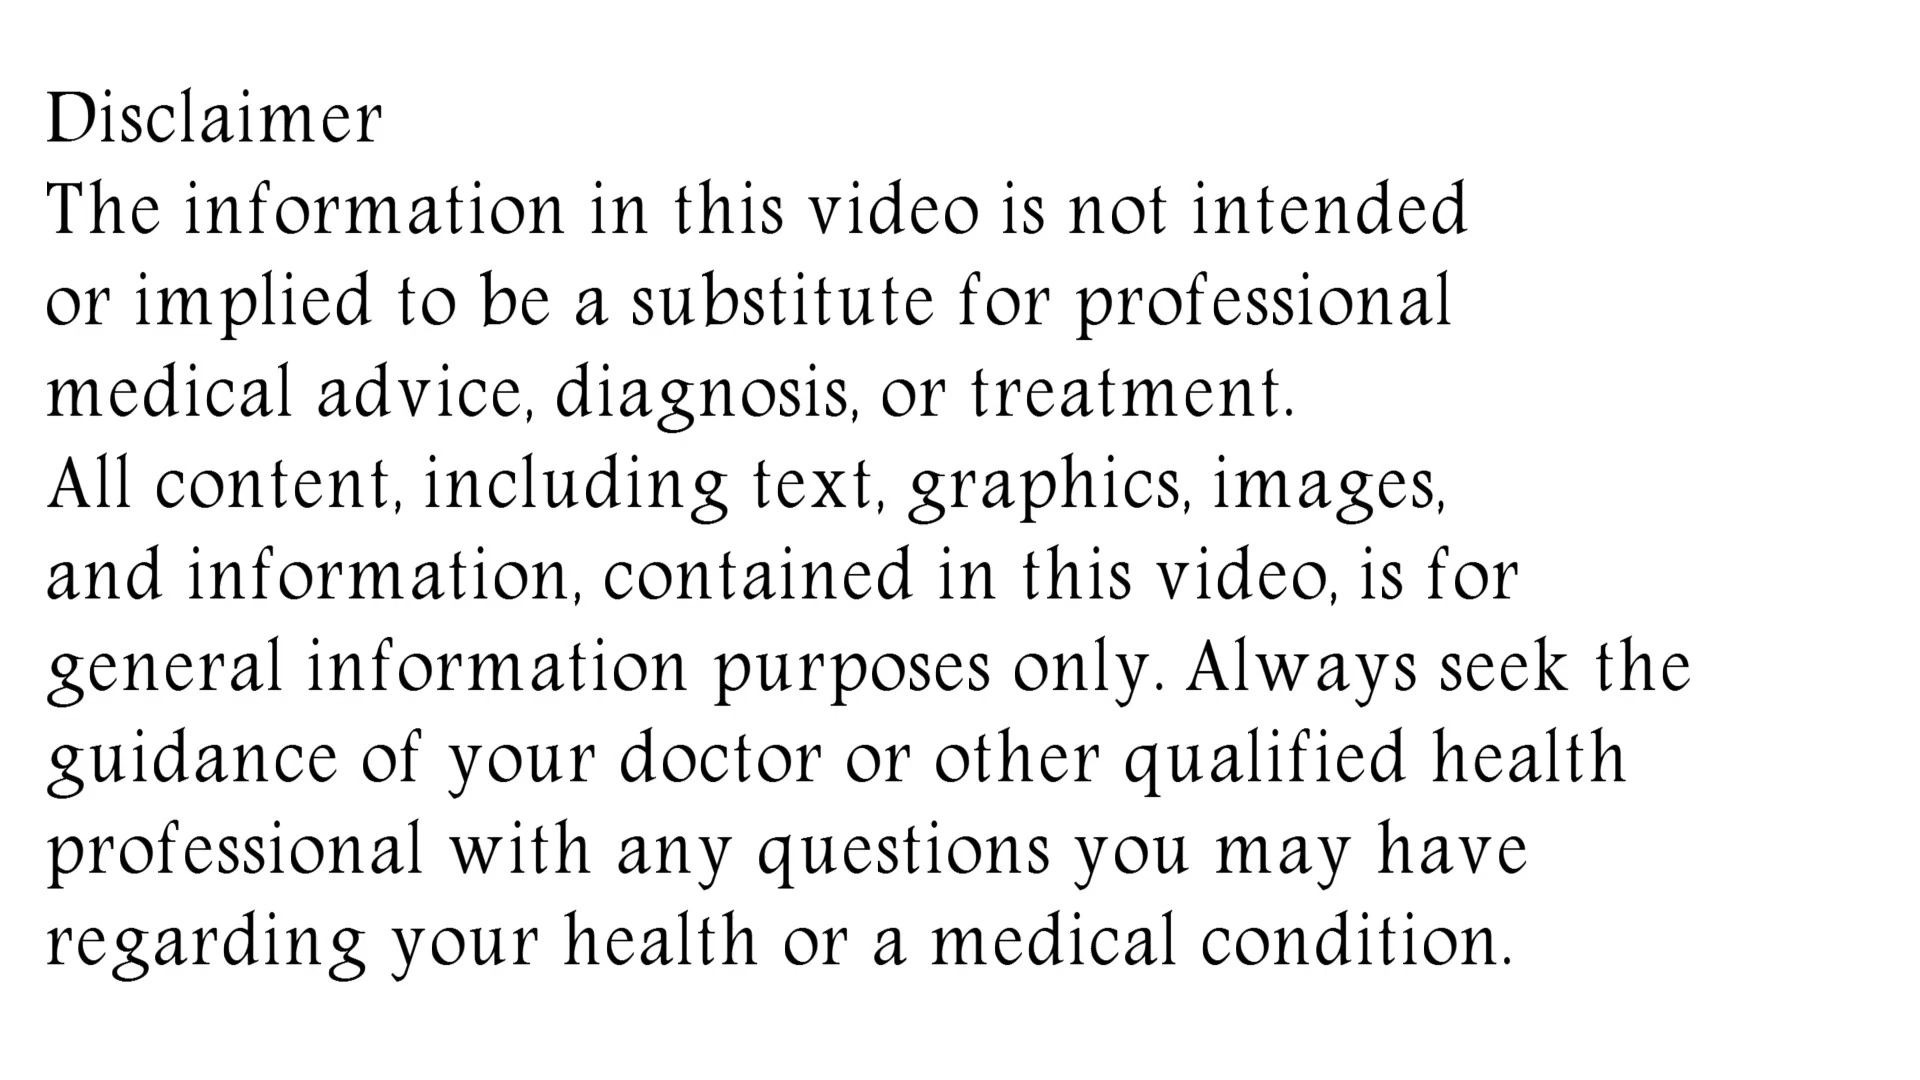 Disclaimer
The information in this video is not intended
or implied to be a substitute for professional
medical advice, diagnosis, or treatment.
All content, including text, graphics, images,
and information, contained in this video, is for
general information purposes only. Always seek the
guidance of your doctor or other qualified health
professional with any questions you may have
regarding your health or a medical condition.